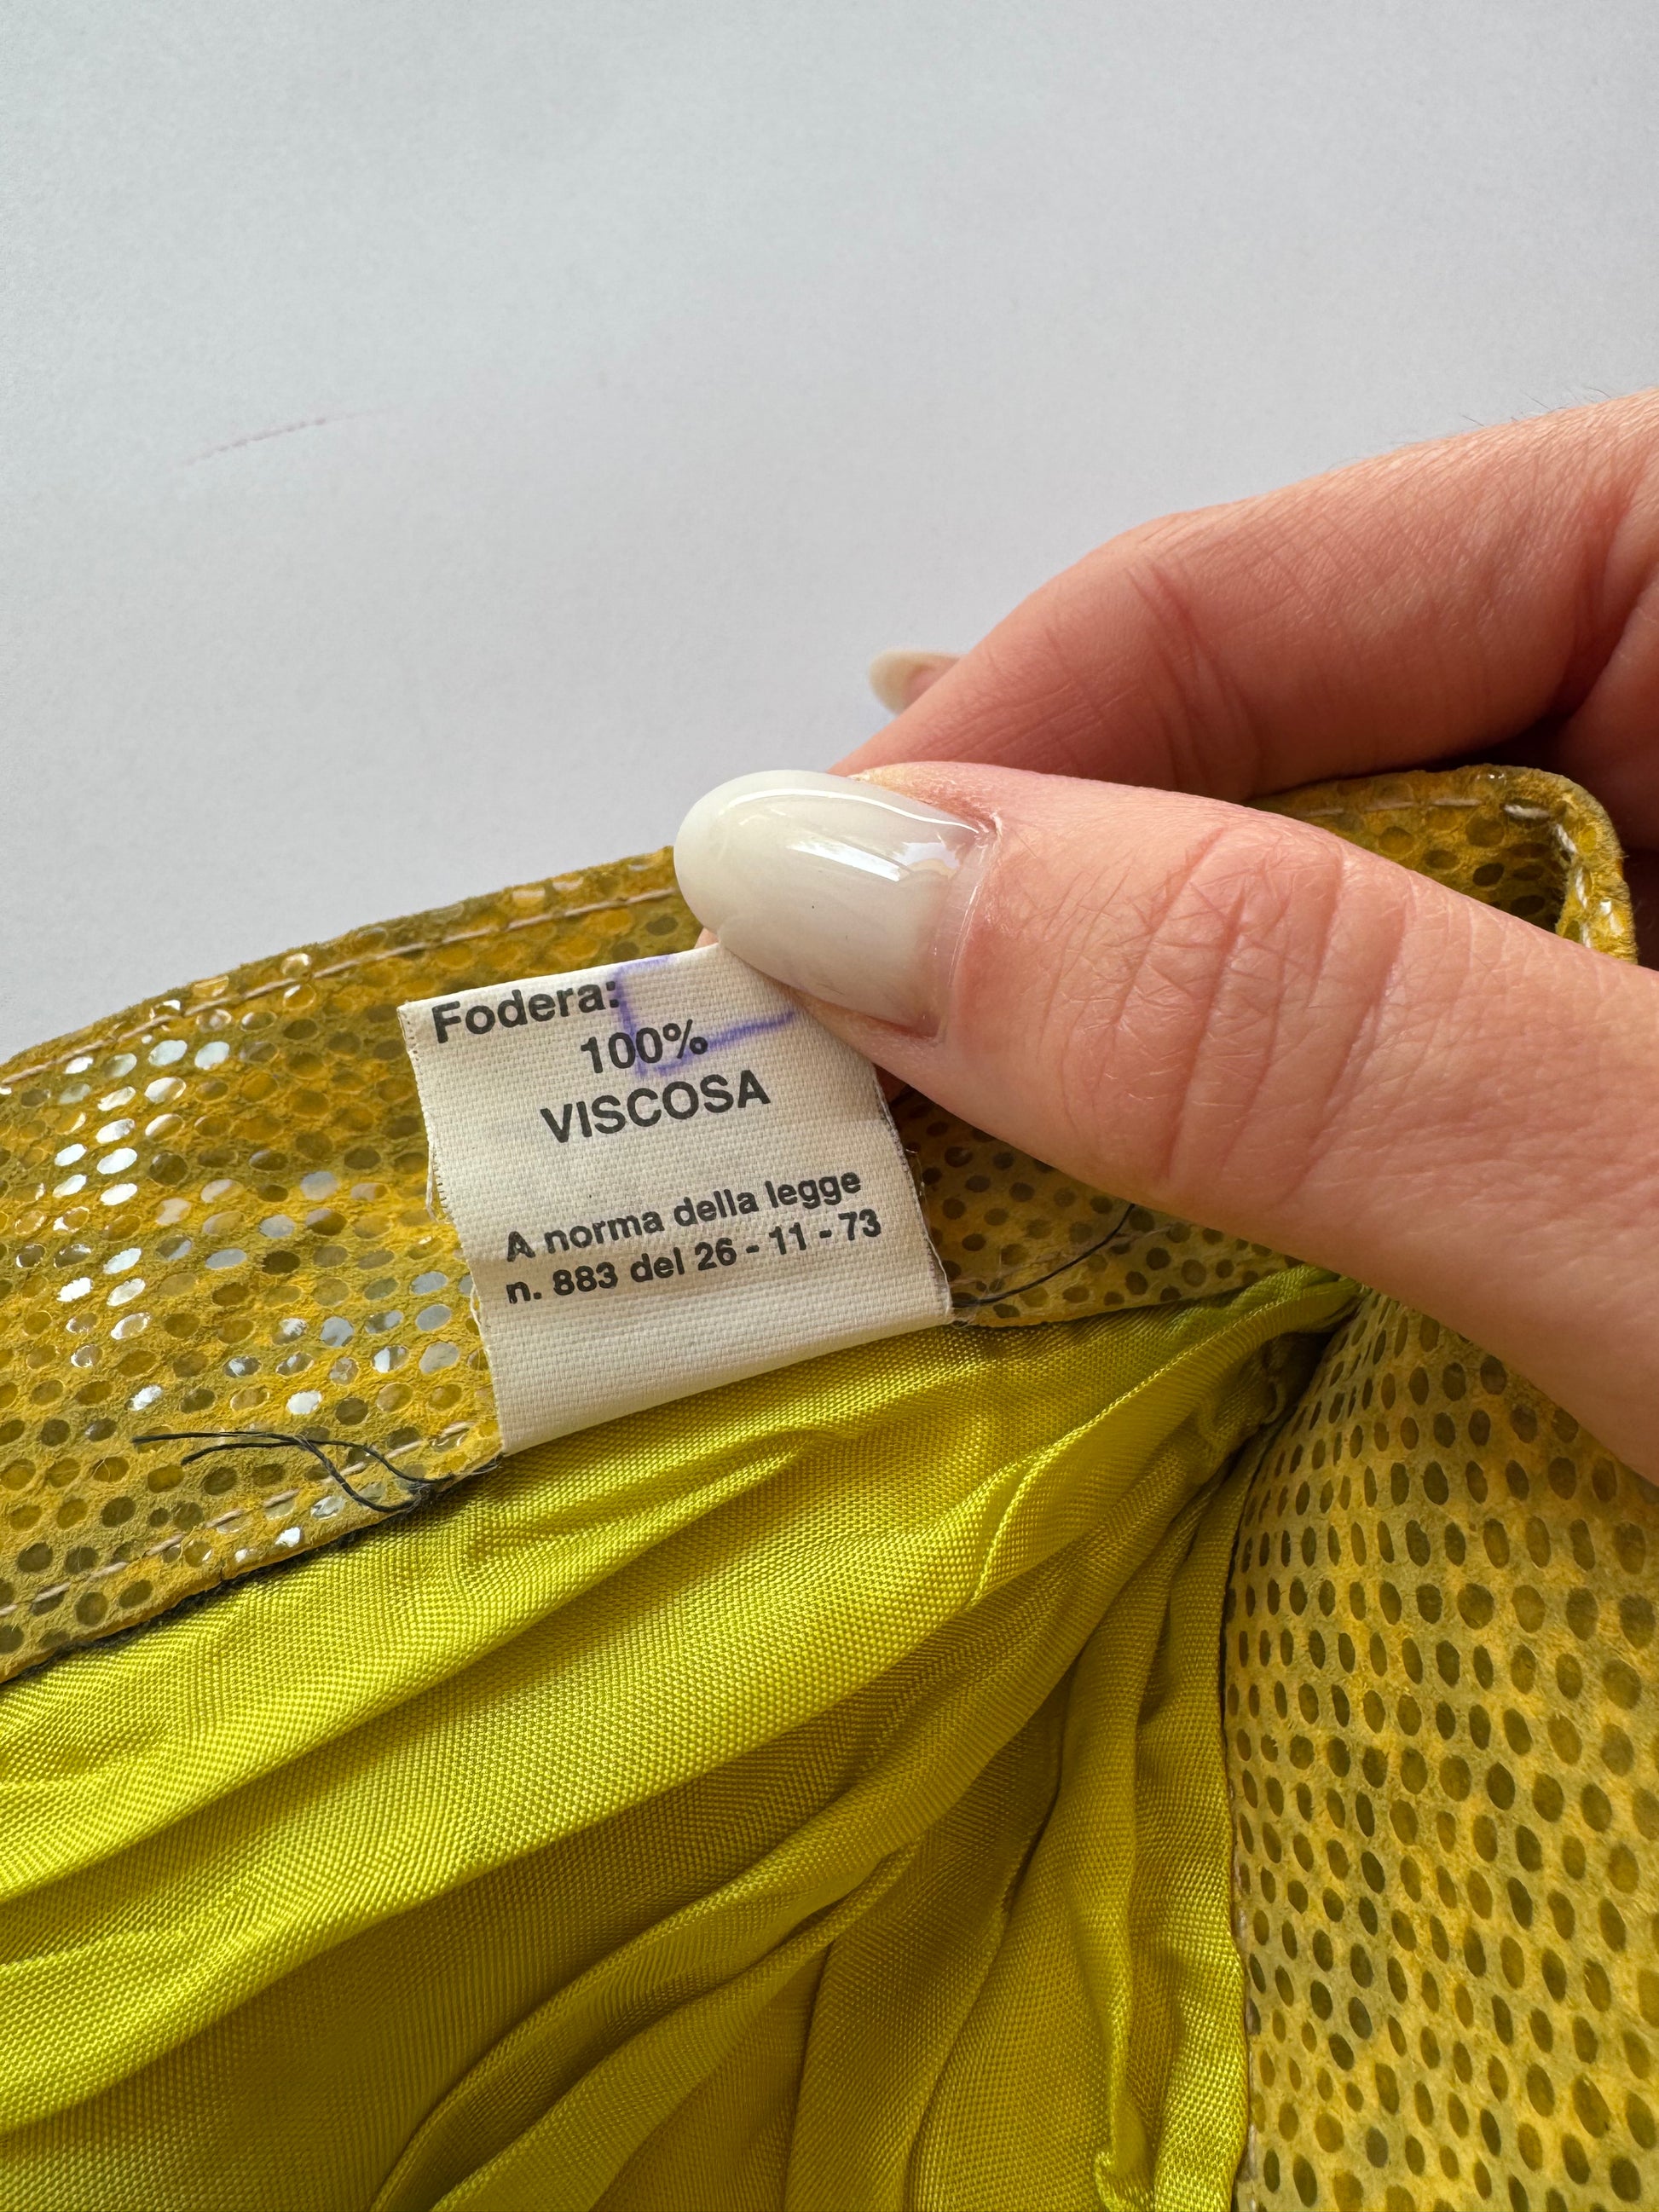 Fodera:
100%
VISCOSA
A norma della legge
n. 883 del 26 - 11 - 73